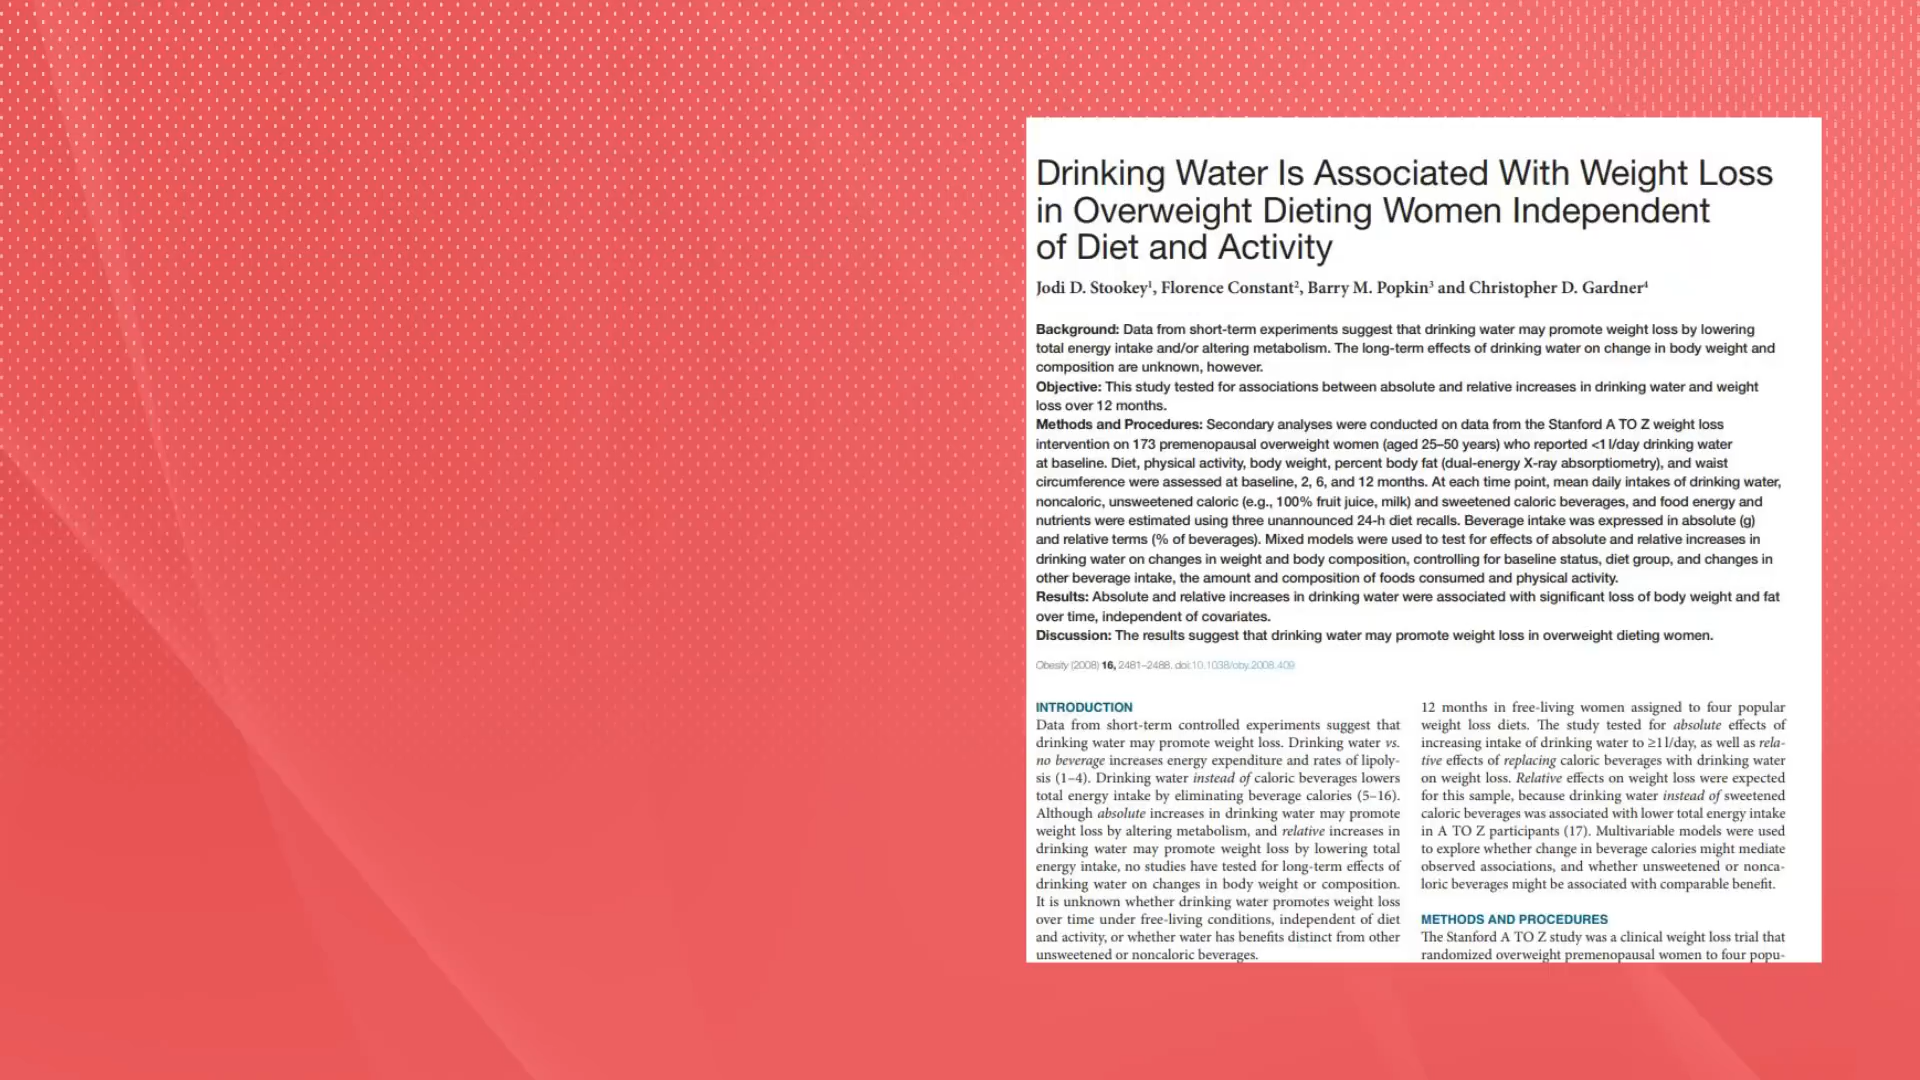 Drinking Water Is Associated With Weight Loss
in Overweight Dieting Women Independent
of Diet and Activity
Jodi D. Stookey¹, Florence Constant², Barry M. Popkin³ and Christopher D. Gardner⁴
Background: Data from short-term experiments suggest that drinking water may promote weight loss by lowering
total energy intake and/or altering metabolism. The long-term effects of drinking water on change in body weight and
composition are unknown, however.
Objective: This study tested for associations between absolute and relative increases in drinking water and weight
loss over 12 months.
Methods and Procedures: Secondary analyses were conducted on data from the Stanford A TO Z weight loss
intervention on 173 premenopausal overweight women (aged 25–50 years) who reported <1 l/day drinking water
at baseline. Diet, physical activity, body weight, percent body fat (dual-energy X-ray absorptiometry), and waist
circumference were assessed at baseline, 2, 6, and 12 months. At each time point, mean daily intakes of drinking water,
noncaloric, unsweetened caloric (e.g., 100% fruit juice, milk) and sweetened caloric beverages, and food energy and
nutrients were estimated using three unannounced 24-h diet recalls. Beverage intake was expressed in absolute (g)
and relative terms (% of beverages). Mixed models were used to test for effects of absolute and relative increases in
drinking water on changes in weight and body composition, controlling for baseline status, diet group, and changes in
other beverage intake, the amount and composition of foods consumed and physical activity.
Results: Absolute and relative increases in drinking water were associated with significant loss of body weight and fat
over time, independent of covariates.
Discussion: The results suggest that drinking water may promote weight loss in overweight dieting women.
Obesity (2008) 16, 2481–2488. doi:10.1038/oby.2008.409
INTRODUCTION
Data from short-term controlled experiments suggest that
drinking water may promote weight loss. Drinking water vs.
no beverage increases energy expenditure and rates of lipoly-
sis (1–4). Drinking water instead of caloric beverages lowers
total energy intake by eliminating beverage calories (5–16).
Although absolute increases in drinking water may promote
weight loss by altering metabolism, and relative increases in
drinking water may promote weight loss by lowering total
energy intake, no studies have tested for long-term effects of
drinking water on changes in body weight or composition.
It is unknown whether drinking water promotes weight loss
over time under free-living conditions, independent of diet
and activity, or whether water has benefits distinct from other
unsweetened or noncaloric beverages.
12 months in free-living women assigned to four popular
weight loss diets. The study tested for absolute effects of
increasing intake of drinking water to ≥1 l/day, as well as rela-
tive effects of replacing caloric beverages with drinking water
on weight loss. Relative effects on weight loss were expected
for this sample, because drinking water instead of sweetened
caloric beverages was associated with lower total energy intake
in A TO Z participants (17). Multivariable models were used
to explore whether change in beverage calories might mediate
observed associations, and whether unsweetened or nonca-
loric beverages might be associated with comparable benefit.
METHODS AND PROCEDURES
The Stanford A TO Z study was a clinical weight loss trial that
randomized overweight premenopausal women to four popu-